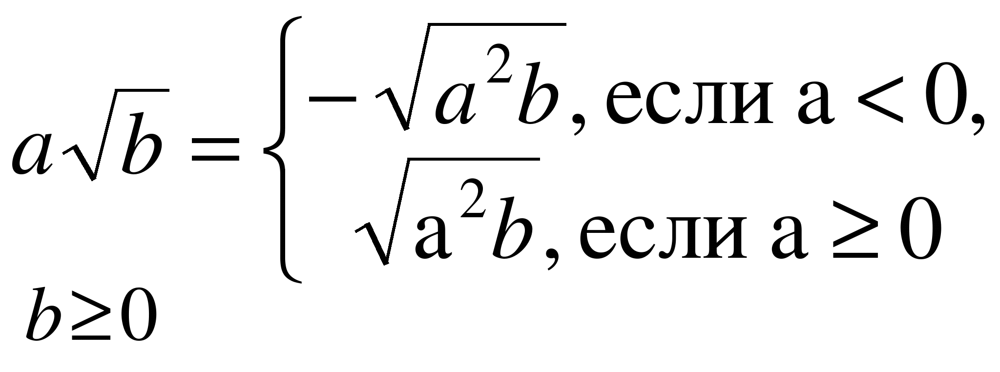 a√b = { −√a²b, если a < 0,
√a²b, если a ≥ 0
b≥0